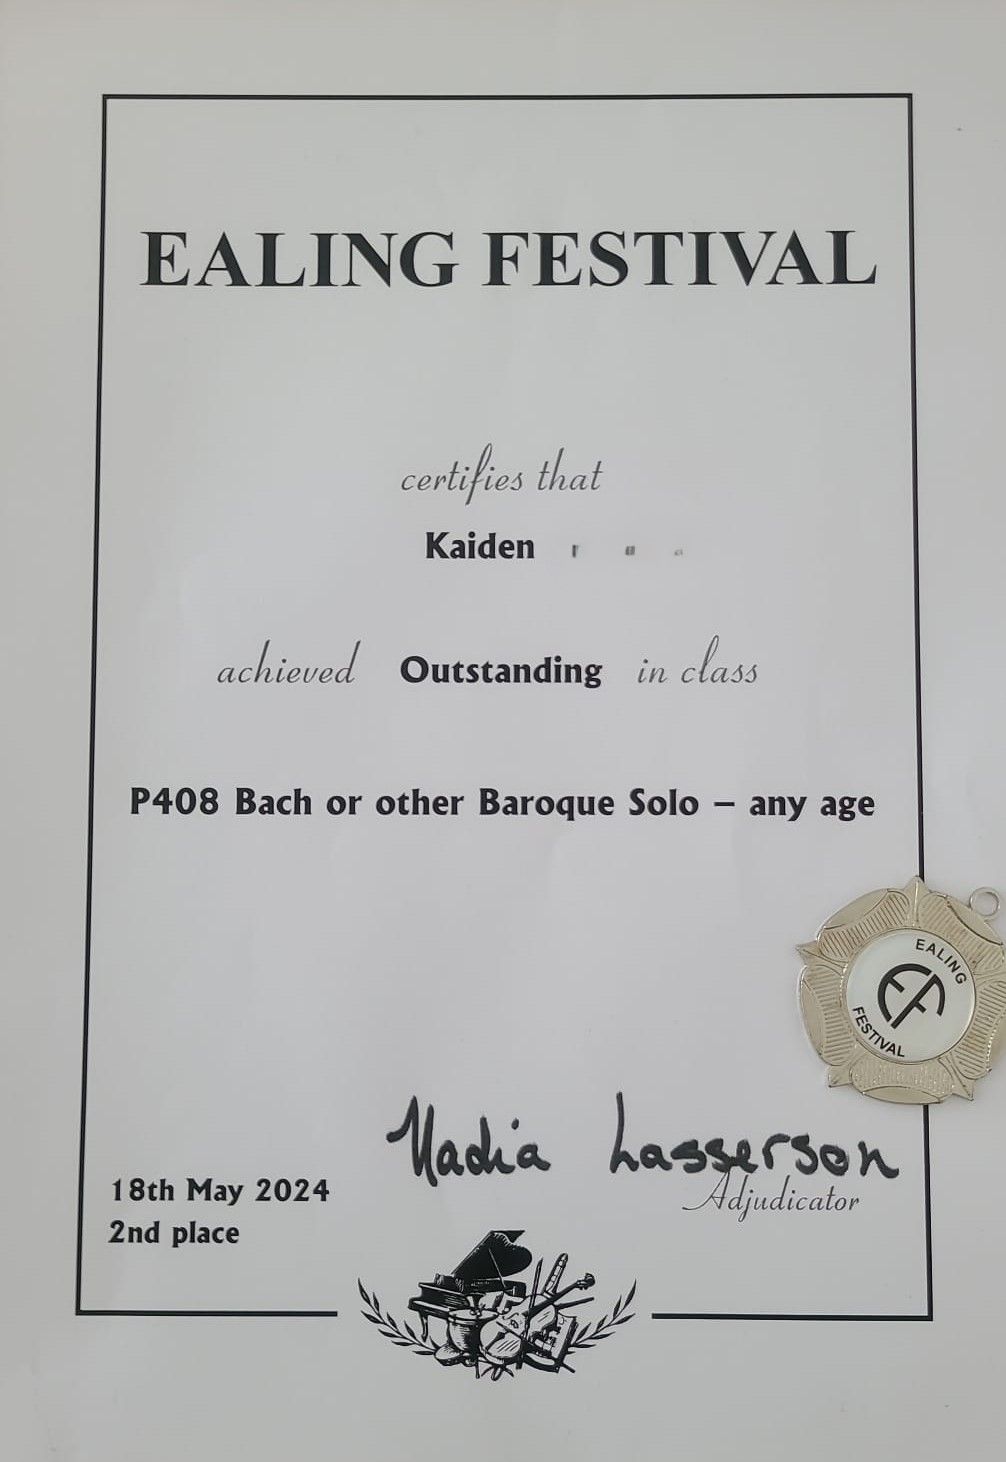 EALING FESTIVAL
certifies that
Kaiden
achieved Outstanding in class
P408 Bach or other Baroque Solo – any age
EALING
EF
FESTIVAL
Nadia Lasserson
Adjudicator
18th May 2024
2nd place